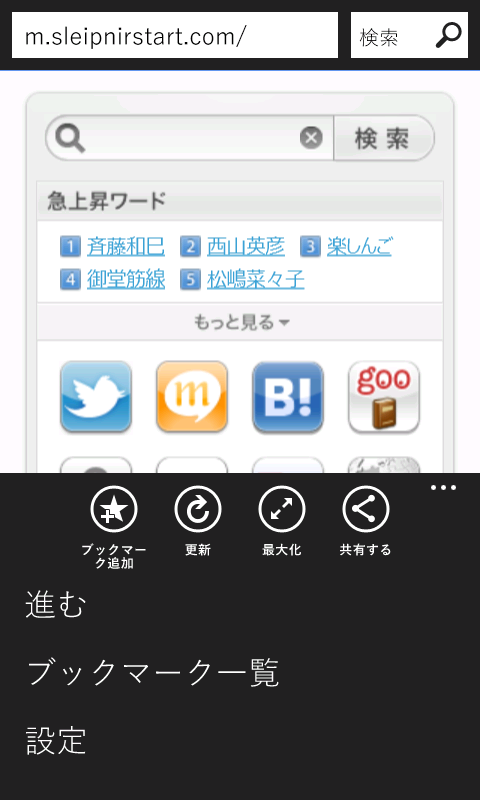 m.sleipnirstart.com/ 検索
検索
急上昇ワード
1 斉藤和巳 2 西山英彦 3 楽しんご
4 御堂筋線 5 松嶋菜々子
もっと見る
m B! goo
ブックマー
ク追加
更新 最大化 共有する
進む
ブックマーク一覧
設定